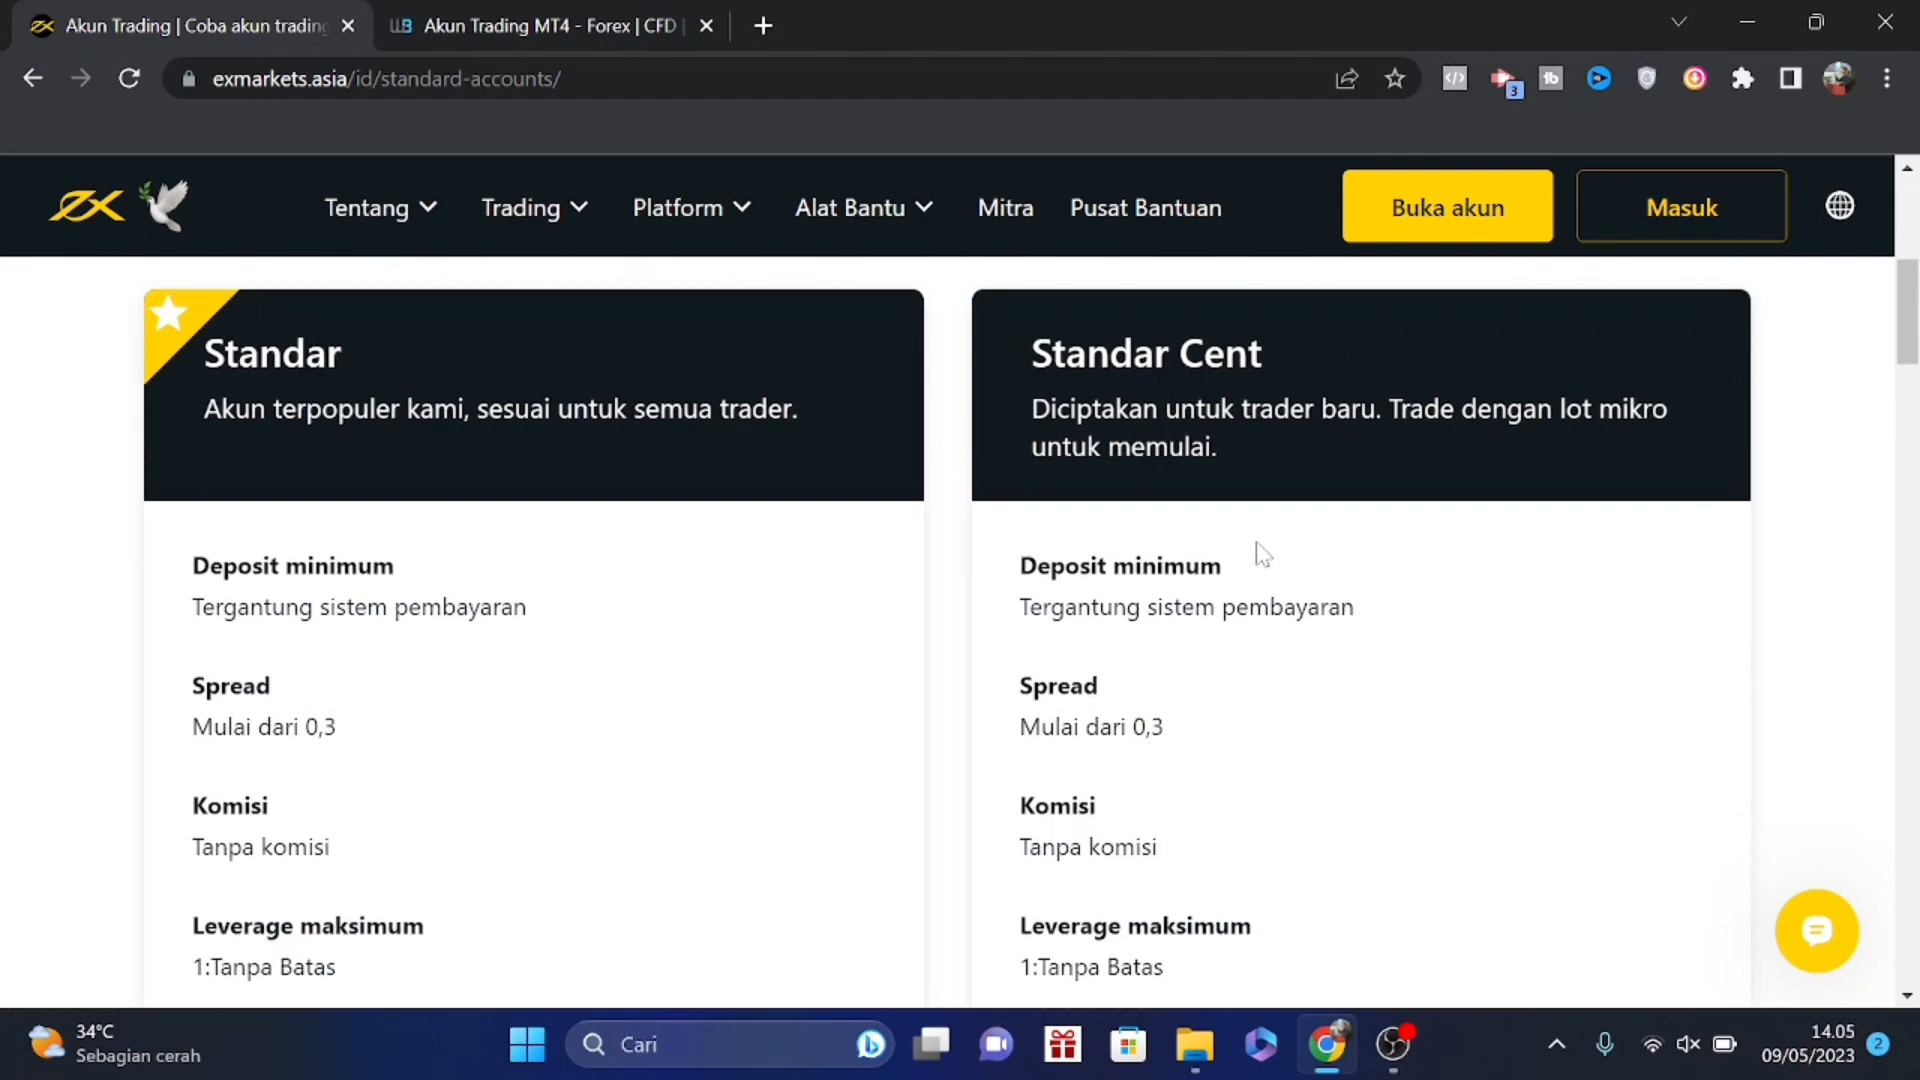 Akun Trading | Coba akun trading
Akun Trading MT4 - Forex | CFD |
exmarkets.asia/id/standard-accounts/
3
Tentang
Trading
Platform
Alat Bantu
Mitra
Pusat Bantuan
Buka akun
Masuk
Standar
Akun terpopuler kami, sesuai untuk semua trader.
Deposit minimum
Tergantung sistem pembayaran
Spread
Mulai dari 0,3
Komisi
Tanpa komisi
Leverage maksimum
1:Tanpa Batas
Standar Cent
Diciptakan untuk trader baru. Trade dengan lot mikro
untuk memulai.
Deposit minimum
Tergantung sistem pembayaran
Spread
Mulai dari 0,3
Komisi
Tanpa komisi
Leverage maksimum
1:Tanpa Batas
34°C
Sebagian cerah
Cari
14.05
09/05/2023
2